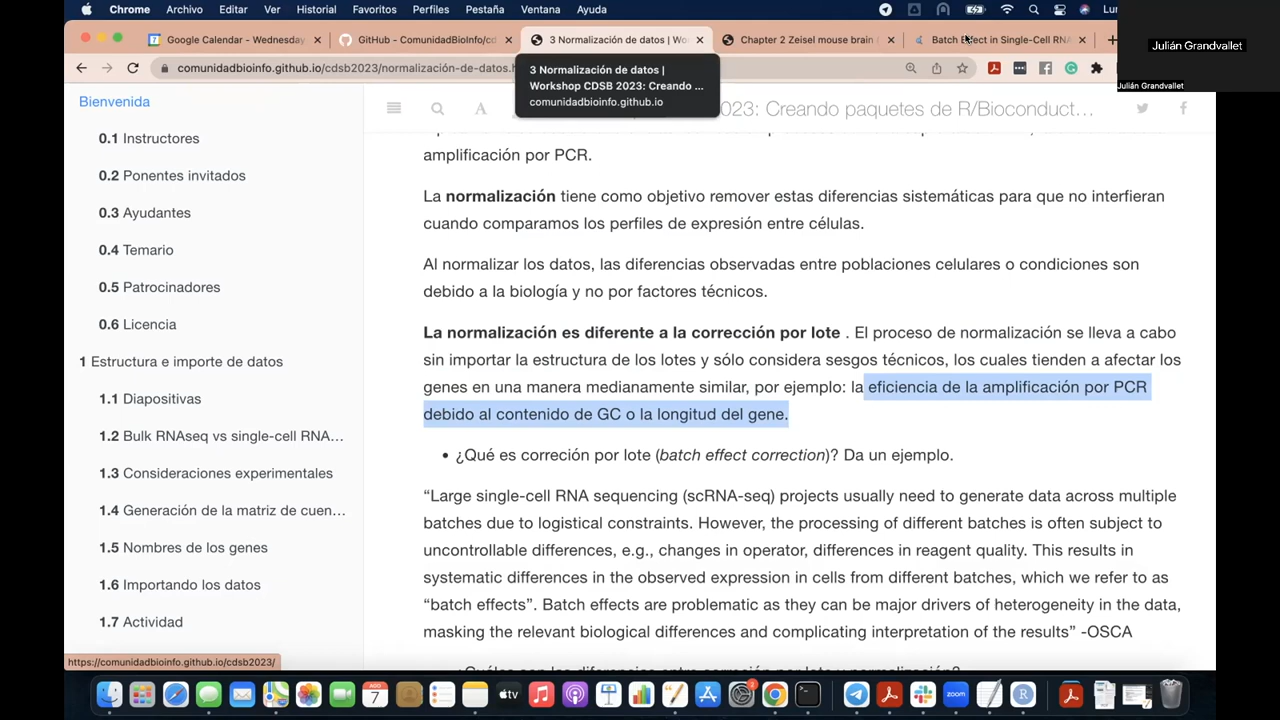 Chrome Archivo Editar Ver Historial Favoritos Perfiles Pestaña Ventana Ayuda
Julián Grandvallet
Julián Grandvallet
Google Calendar - Wednesday
GitHub - ComunidadBioInfo/cd
3 Normalización de datos | Wo
Chapter 2 Zeisel mouse brain
Batch Effect in Single-Cell RNA
comunidadbioinfo.github.io/cdsb2023/normalización-de-datos.h
3 Normalización de datos |
Workshop CDSB 2023: Creando ...
comunidadbioinfo.github.io
023: Creando paquetes de R/Bioconduct...
Bienvenida
0.1 Instructores
0.2 Ponentes invitados
0.3 Ayudantes
0.4 Temario
0.5 Patrocinadores
0.6 Licencia
1 Estructura e importe de datos
1.1 Diapositivas
1.2 Bulk RNAseq vs single-cell RNA...
1.3 Consideraciones experimentales
1.4 Generación de la matriz de cuen...
1.5 Nombres de los genes
1.6 Importando los datos
1.7 Actividad
amplificación por PCR.
La normalización tiene como objetivo remover estas diferencias sistemáticas para que no interfieran
cuando comparamos los perfiles de expresión entre células.
Al normalizar los datos, las diferencias observadas entre poblaciones celulares o condiciones son
debido a la biología y no por factores técnicos.
La normalización es diferente a la corrección por lote . El proceso de normalización se lleva a cabo
sin importar la estructura de los lotes y sólo considera sesgos técnicos, los cuales tienden a afectar los
genes en una manera medianamente similar, por ejemplo: la eficiencia de la amplificación por PCR
debido al contenido de GC o la longitud del gene.
• ¿Qué es correción por lote (batch effect correction)? Da un ejemplo.
“Large single-cell RNA sequencing (scRNA-seq) projects usually need to generate data across multiple
batches due to logistical constraints. However, the processing of different batches is often subject to
uncontrollable differences, e.g., changes in operator, differences in reagent quality. This results in
systematic differences in the observed expression in cells from different batches, which we refer to as
“batch effects”. Batch effects are problematic as they can be major drivers of heterogeneity in the data,
masking the relevant biological differences and complicating interpretation of the results” -OSCA
https://comunidadbioinfo.github.io/cdsb2023/
AGO
7
tv
zoom
R